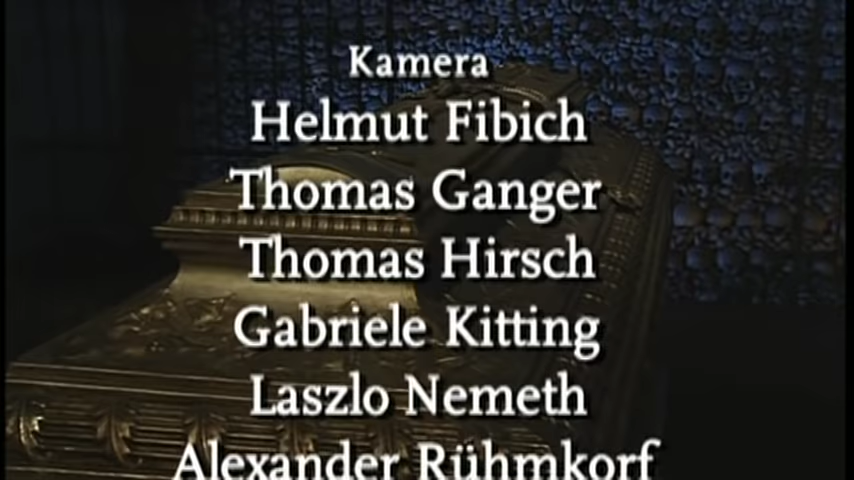 Kamera
Helmut Fibich
Thomas Ganger
Thomas Hirsch
Gabriele Kitting
Laszlo Nemeth
Alexander Rühmkorf